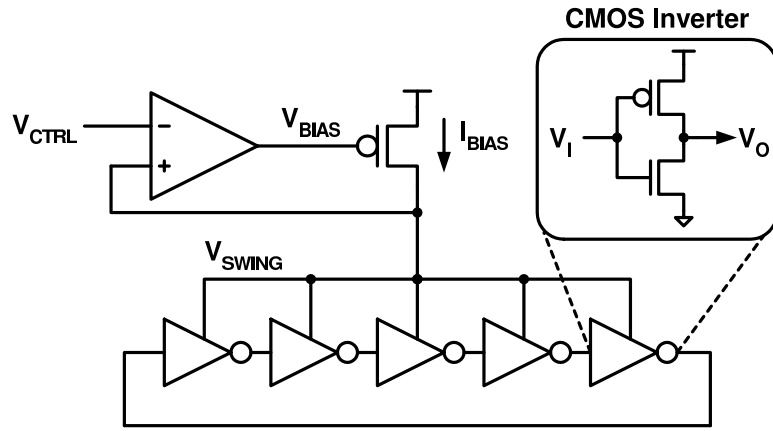 CMOS Inverter
V_CTRL
−
+
V_BIAS
I_BIAS
V_I
V_O
V_SWING